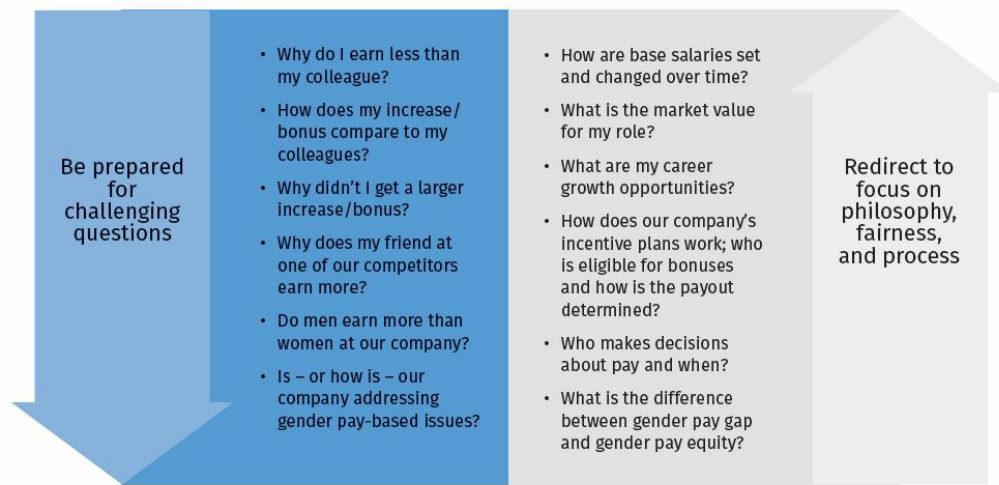 Be prepared
for
challenging
questions
• Why do I earn less than
my colleague?
• How does my increase/
bonus compare to my
colleagues?
• Why didn't I get a larger
increase/bonus?
• Why does my friend at
one of our competitors
earn more?
• Do men earn more than
women at our company?
• Is – or how is – our
company addressing
gender pay-based issues?
• How are base salaries set
and changed over time?
• What is the market value
for my role?
• What are my career
growth opportunities?
• How does our company's
incentive plans work; who
is eligible for bonuses
and how is the payout
determined?
• Who makes decisions
about pay and when?
• What is the difference
between gender pay gap
and gender pay equity?
Redirect to
focus on
philosophy,
fairness,
and process